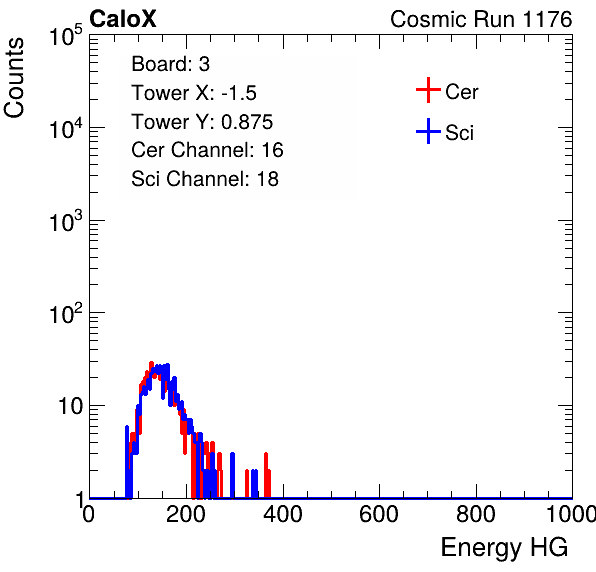 CaloX Cosmic Run 1176
Counts
10^5
10^4
10^3
10^2
10
1
Board: 3
Tower X: -1.5
Tower Y: 0.875
Cer Channel: 16
Sci Channel: 18
Cer
Sci
0 200 400 600 800 1000
Energy HG